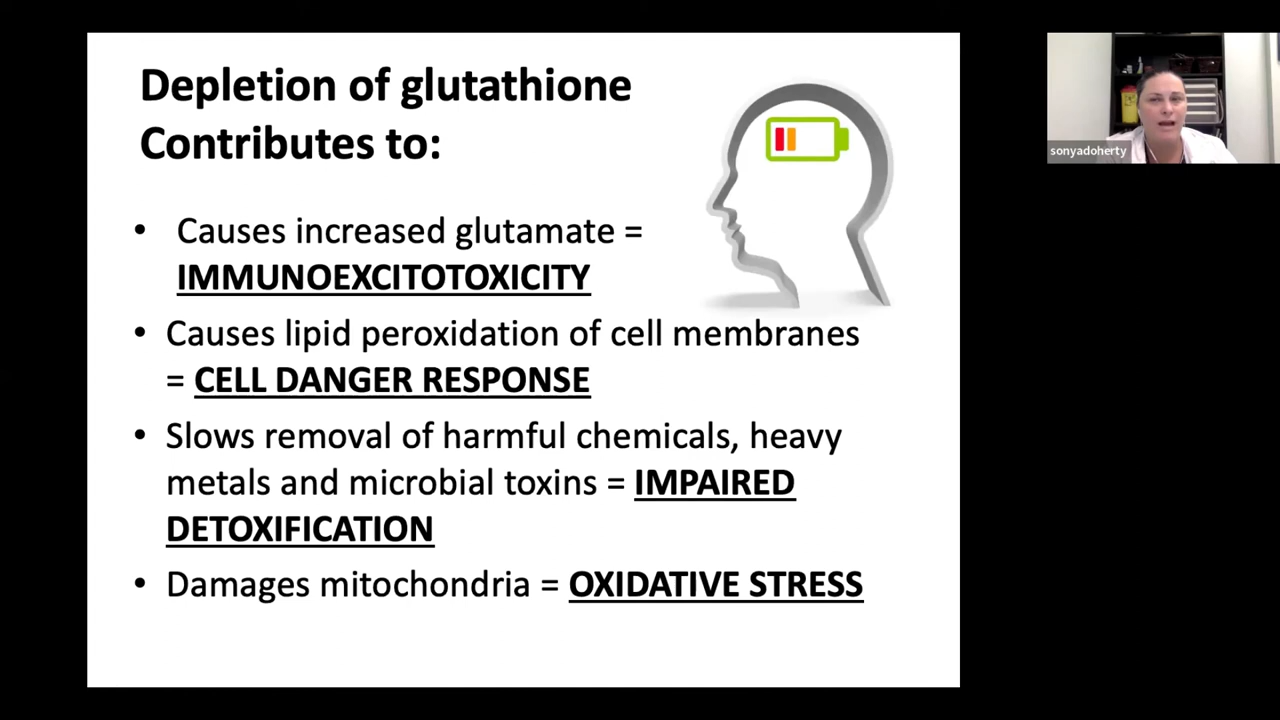 Depletion of glutathione
Contributes to:
• Causes increased glutamate =
IMMUNOEXCITOTOXICITY
• Causes lipid peroxidation of cell membranes
= CELL DANGER RESPONSE
• Slows removal of harmful chemicals, heavy
metals and microbial toxins = IMPAIRED
DETOXIFICATION
• Damages mitochondria = OXIDATIVE STRESS
sonyadoherty